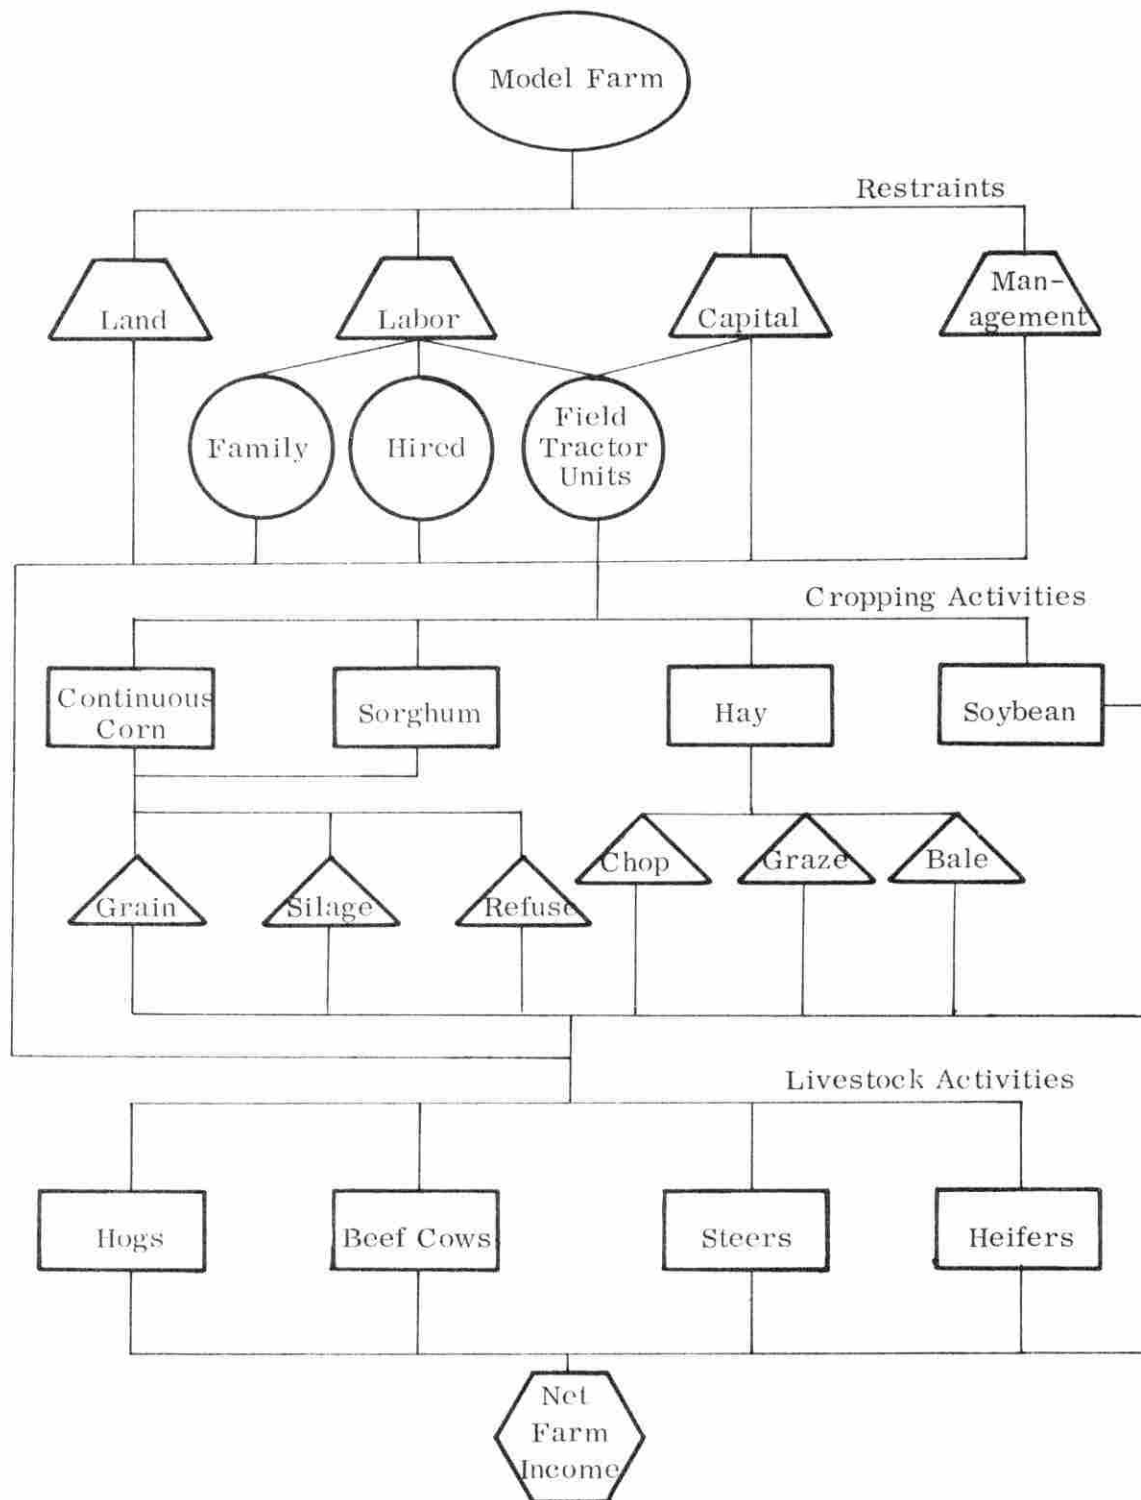 Model Farm
Restraints
Land
Labor
Capital
Man-
agement
Family
Hired
Field
Tractor
Units
Cropping Activities
Continuous
Corn
Sorghum
Hay
Soybean
Chop
Graze
Bale
Grain
Silage
Refuse
Livestock Activities
Hogs
Beef Cows
Steers
Heifers
Net
Farm
Income